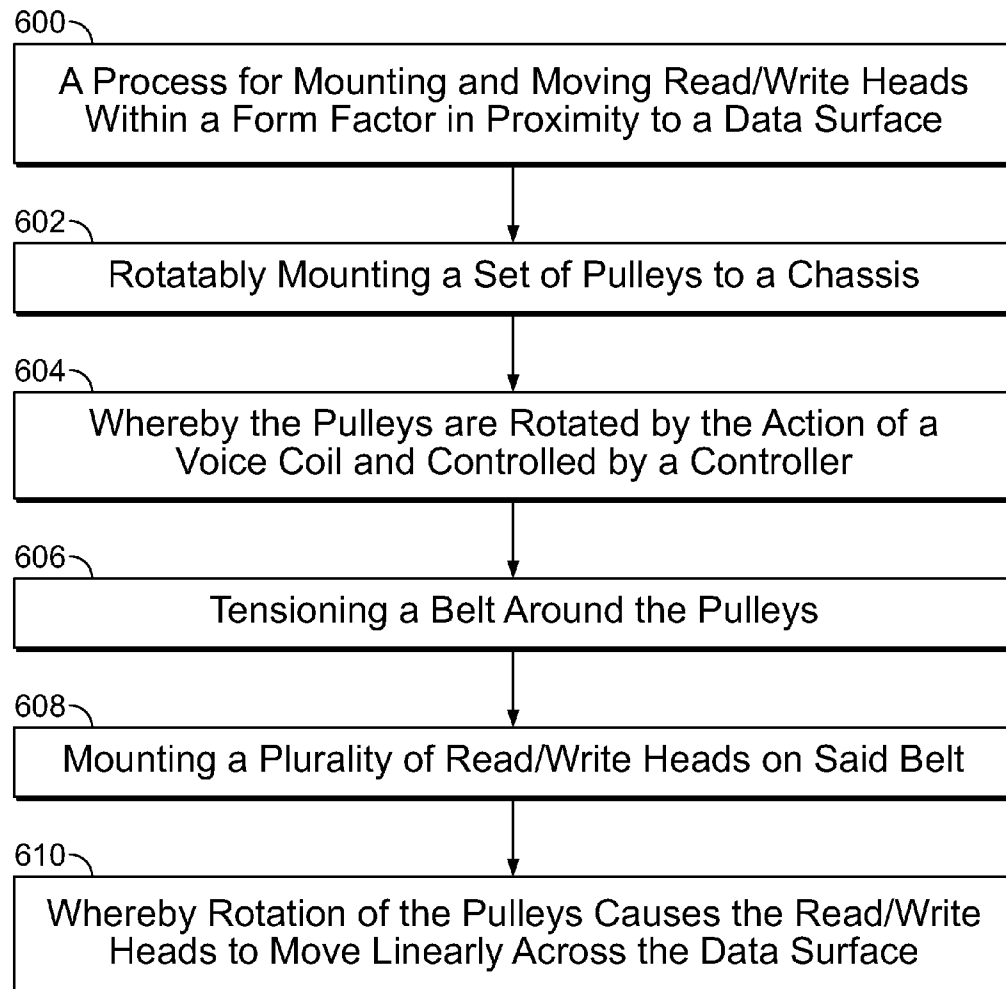 600
A Process for Mounting and Moving Read/Write Heads
Within a Form Factor in Proximity to a Data Surface
602
Rotatably Mounting a Set of Pulleys to a Chassis
604
Whereby the Pulleys are Rotated by the Action of a
Voice Coil and Controlled by a Controller
606
Tensioning a Belt Around the Pulleys
608
Mounting a Plurality of Read/Write Heads on Said Belt
610
Whereby Rotation of the Pulleys Causes the Read/Write
Heads to Move Linearly Across the Data Surface